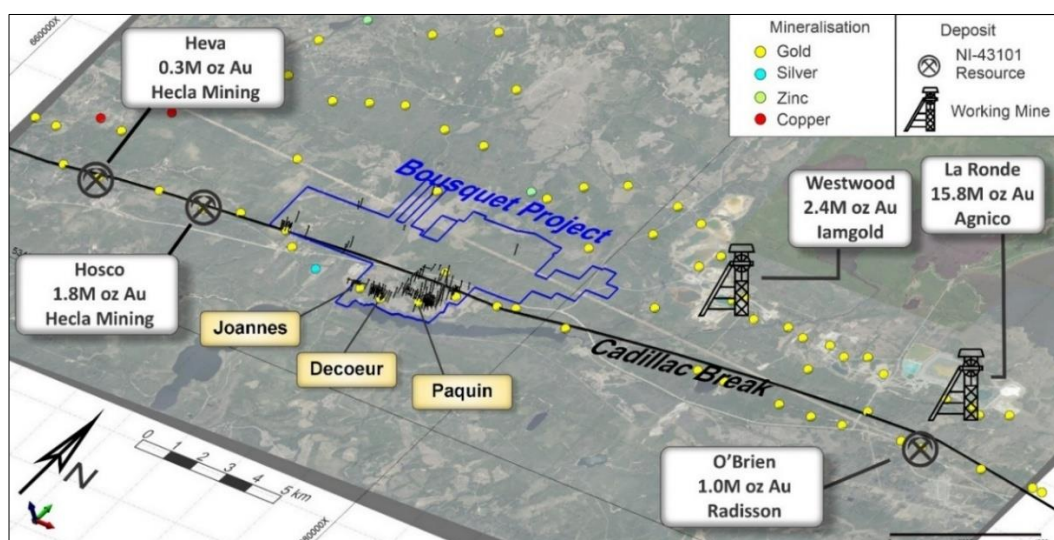 660000X
Heva
0.3M oz Au
Hecla Mining
Mineralisation
Gold
Silver
Zinc
Copper
Deposit
NI-43101
Resource
Working Mine
Bousquet Project
Westwood
2.4M oz Au
Iamgold
La Ronde
15.8M oz Au
Agnico
Hosco
1.8M oz Au
Hecla Mining
Joannes
Decoeur
Paquin
Cadillac Break
O'Brien
1.0M oz Au
Radisson
N
0 1 2 3 4 5 km